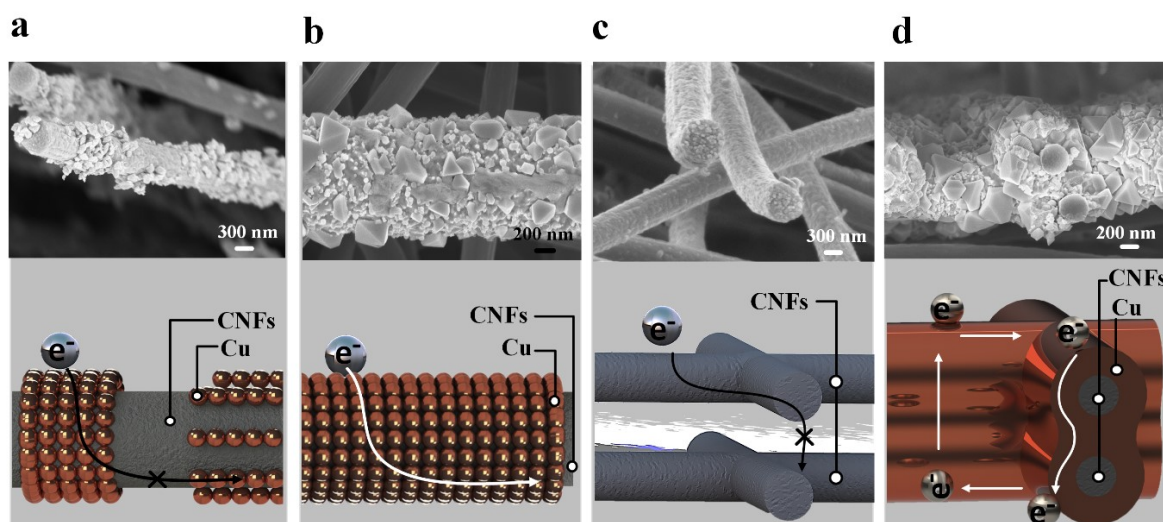 a
b
c
d
300 nm
200 nm
300 nm
200 nm
CNFs
Cu
e-
CNFs
Cu
e-
CNFs
e-
CNFs
Cu
e-
e-
e-
e-